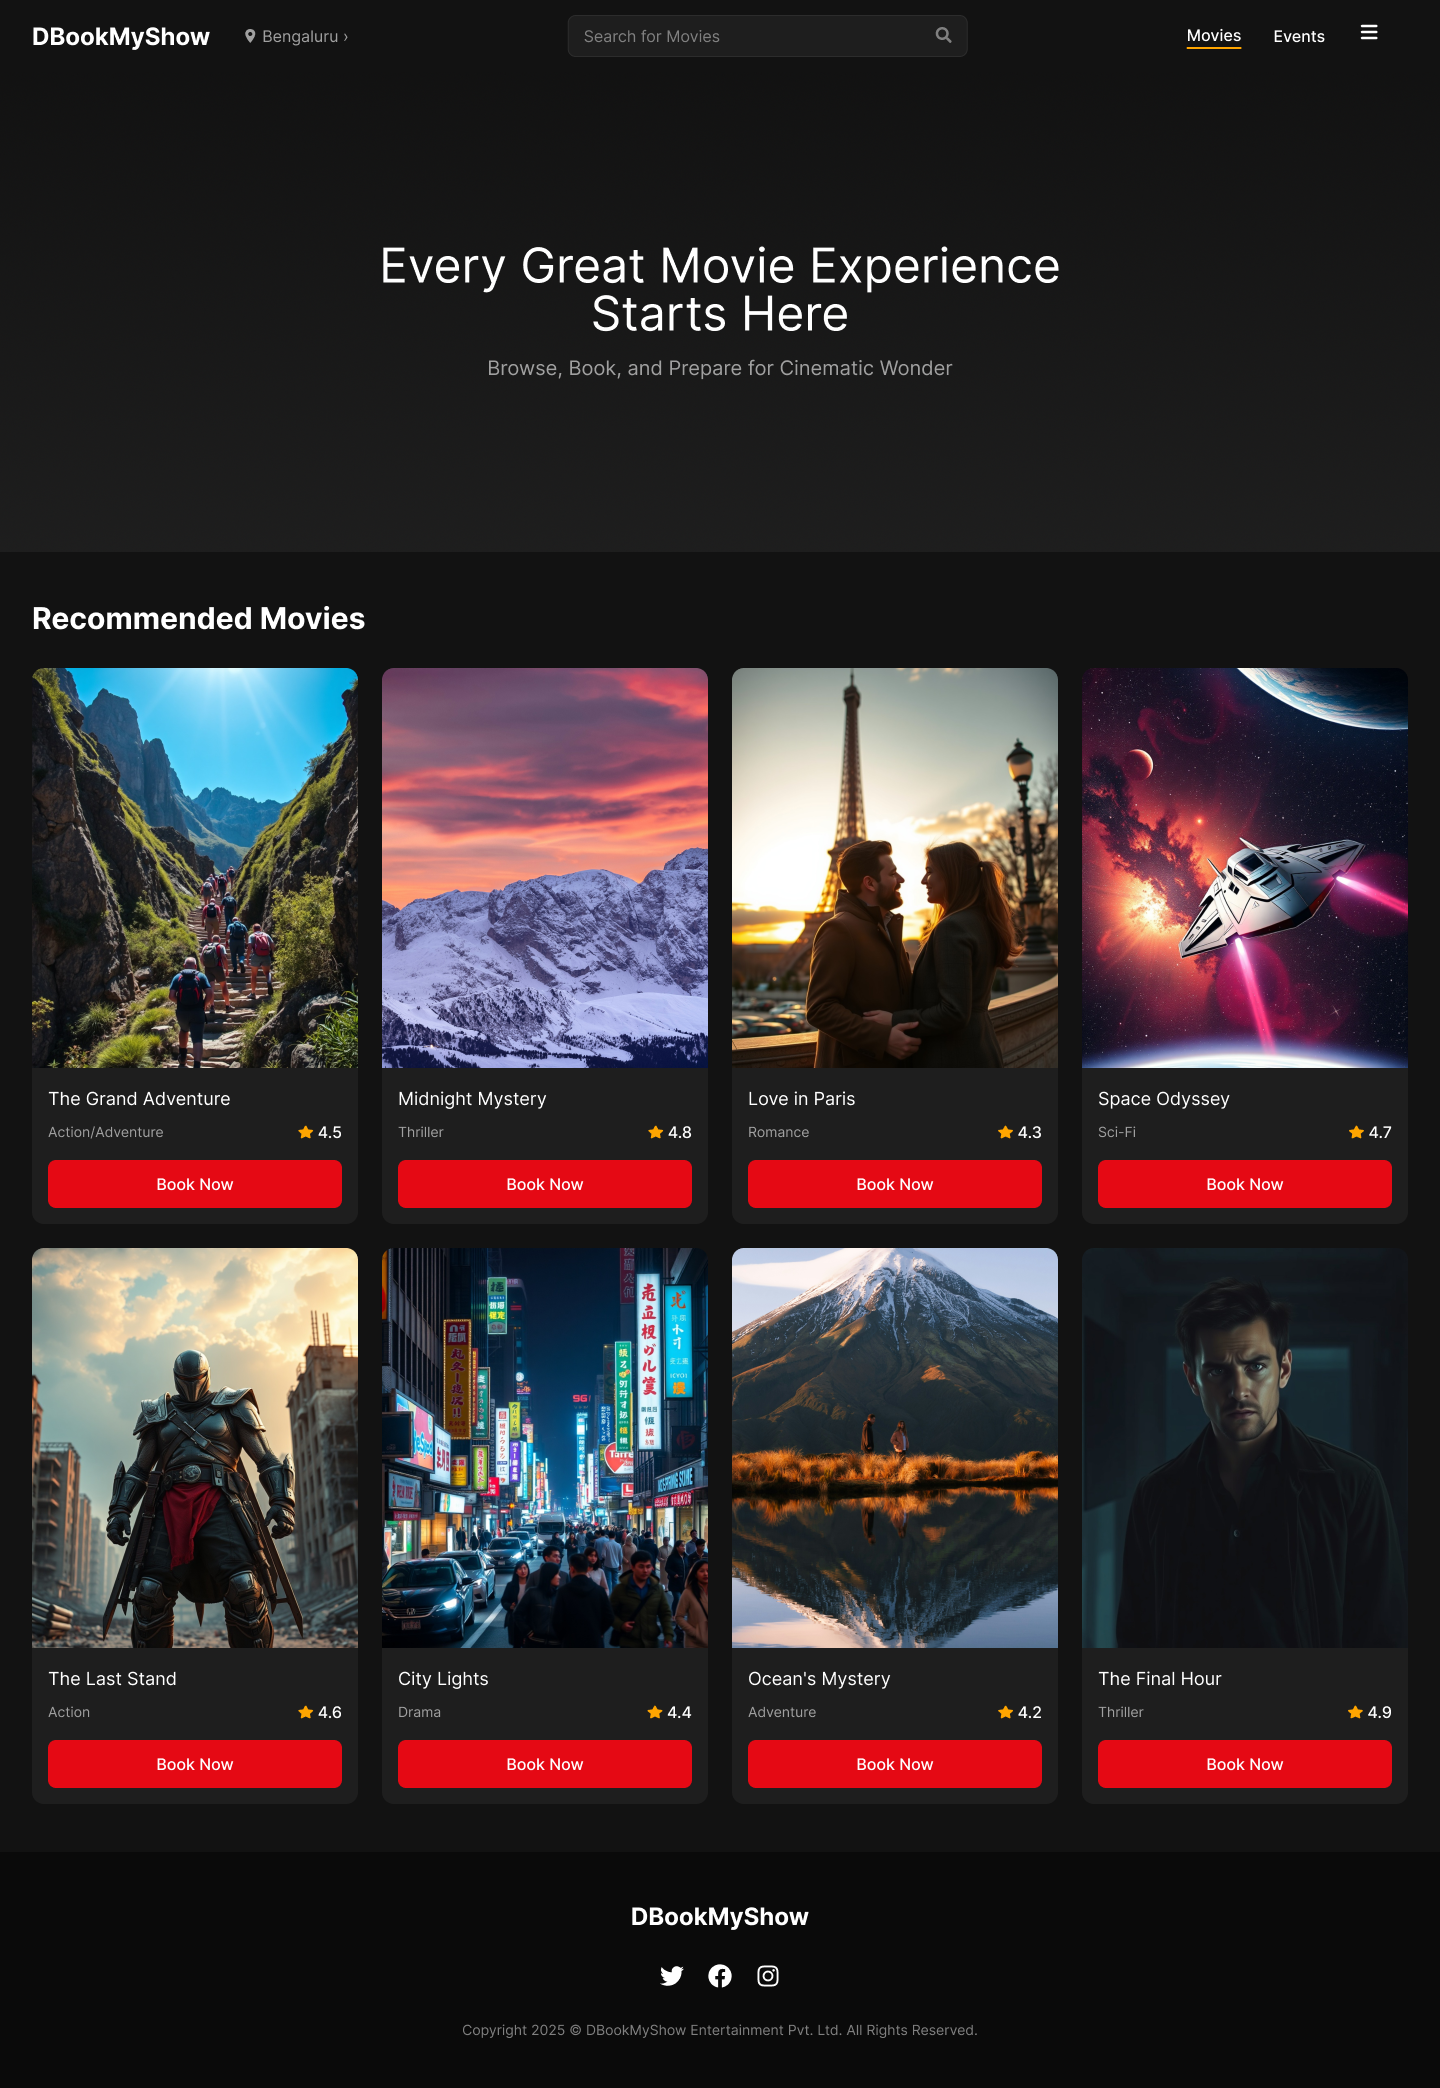 DBookMyShow
Bengaluru ›
Search for Movies
Movies
Events
Every Great Movie Experience
Starts Here
Browse, Book, and Prepare for Cinematic Wonder
Recommended Movies
The Grand Adventure
Action/Adventure
4.5
Book Now
Midnight Mystery
Thriller
4.8
Book Now
Love in Paris
Romance
4.3
Book Now
Space Odyssey
Sci-Fi
4.7
Book Now
The Last Stand
Action
4.6
Book Now
City Lights
Drama
4.4
Book Now
Ocean's Mystery
Adventure
4.2
Book Now
The Final Hour
Thriller
4.9
Book Now
DBookMyShow
Copyright 2025 © DBookMyShow Entertainment Pvt. Ltd. All Rights Reserved.